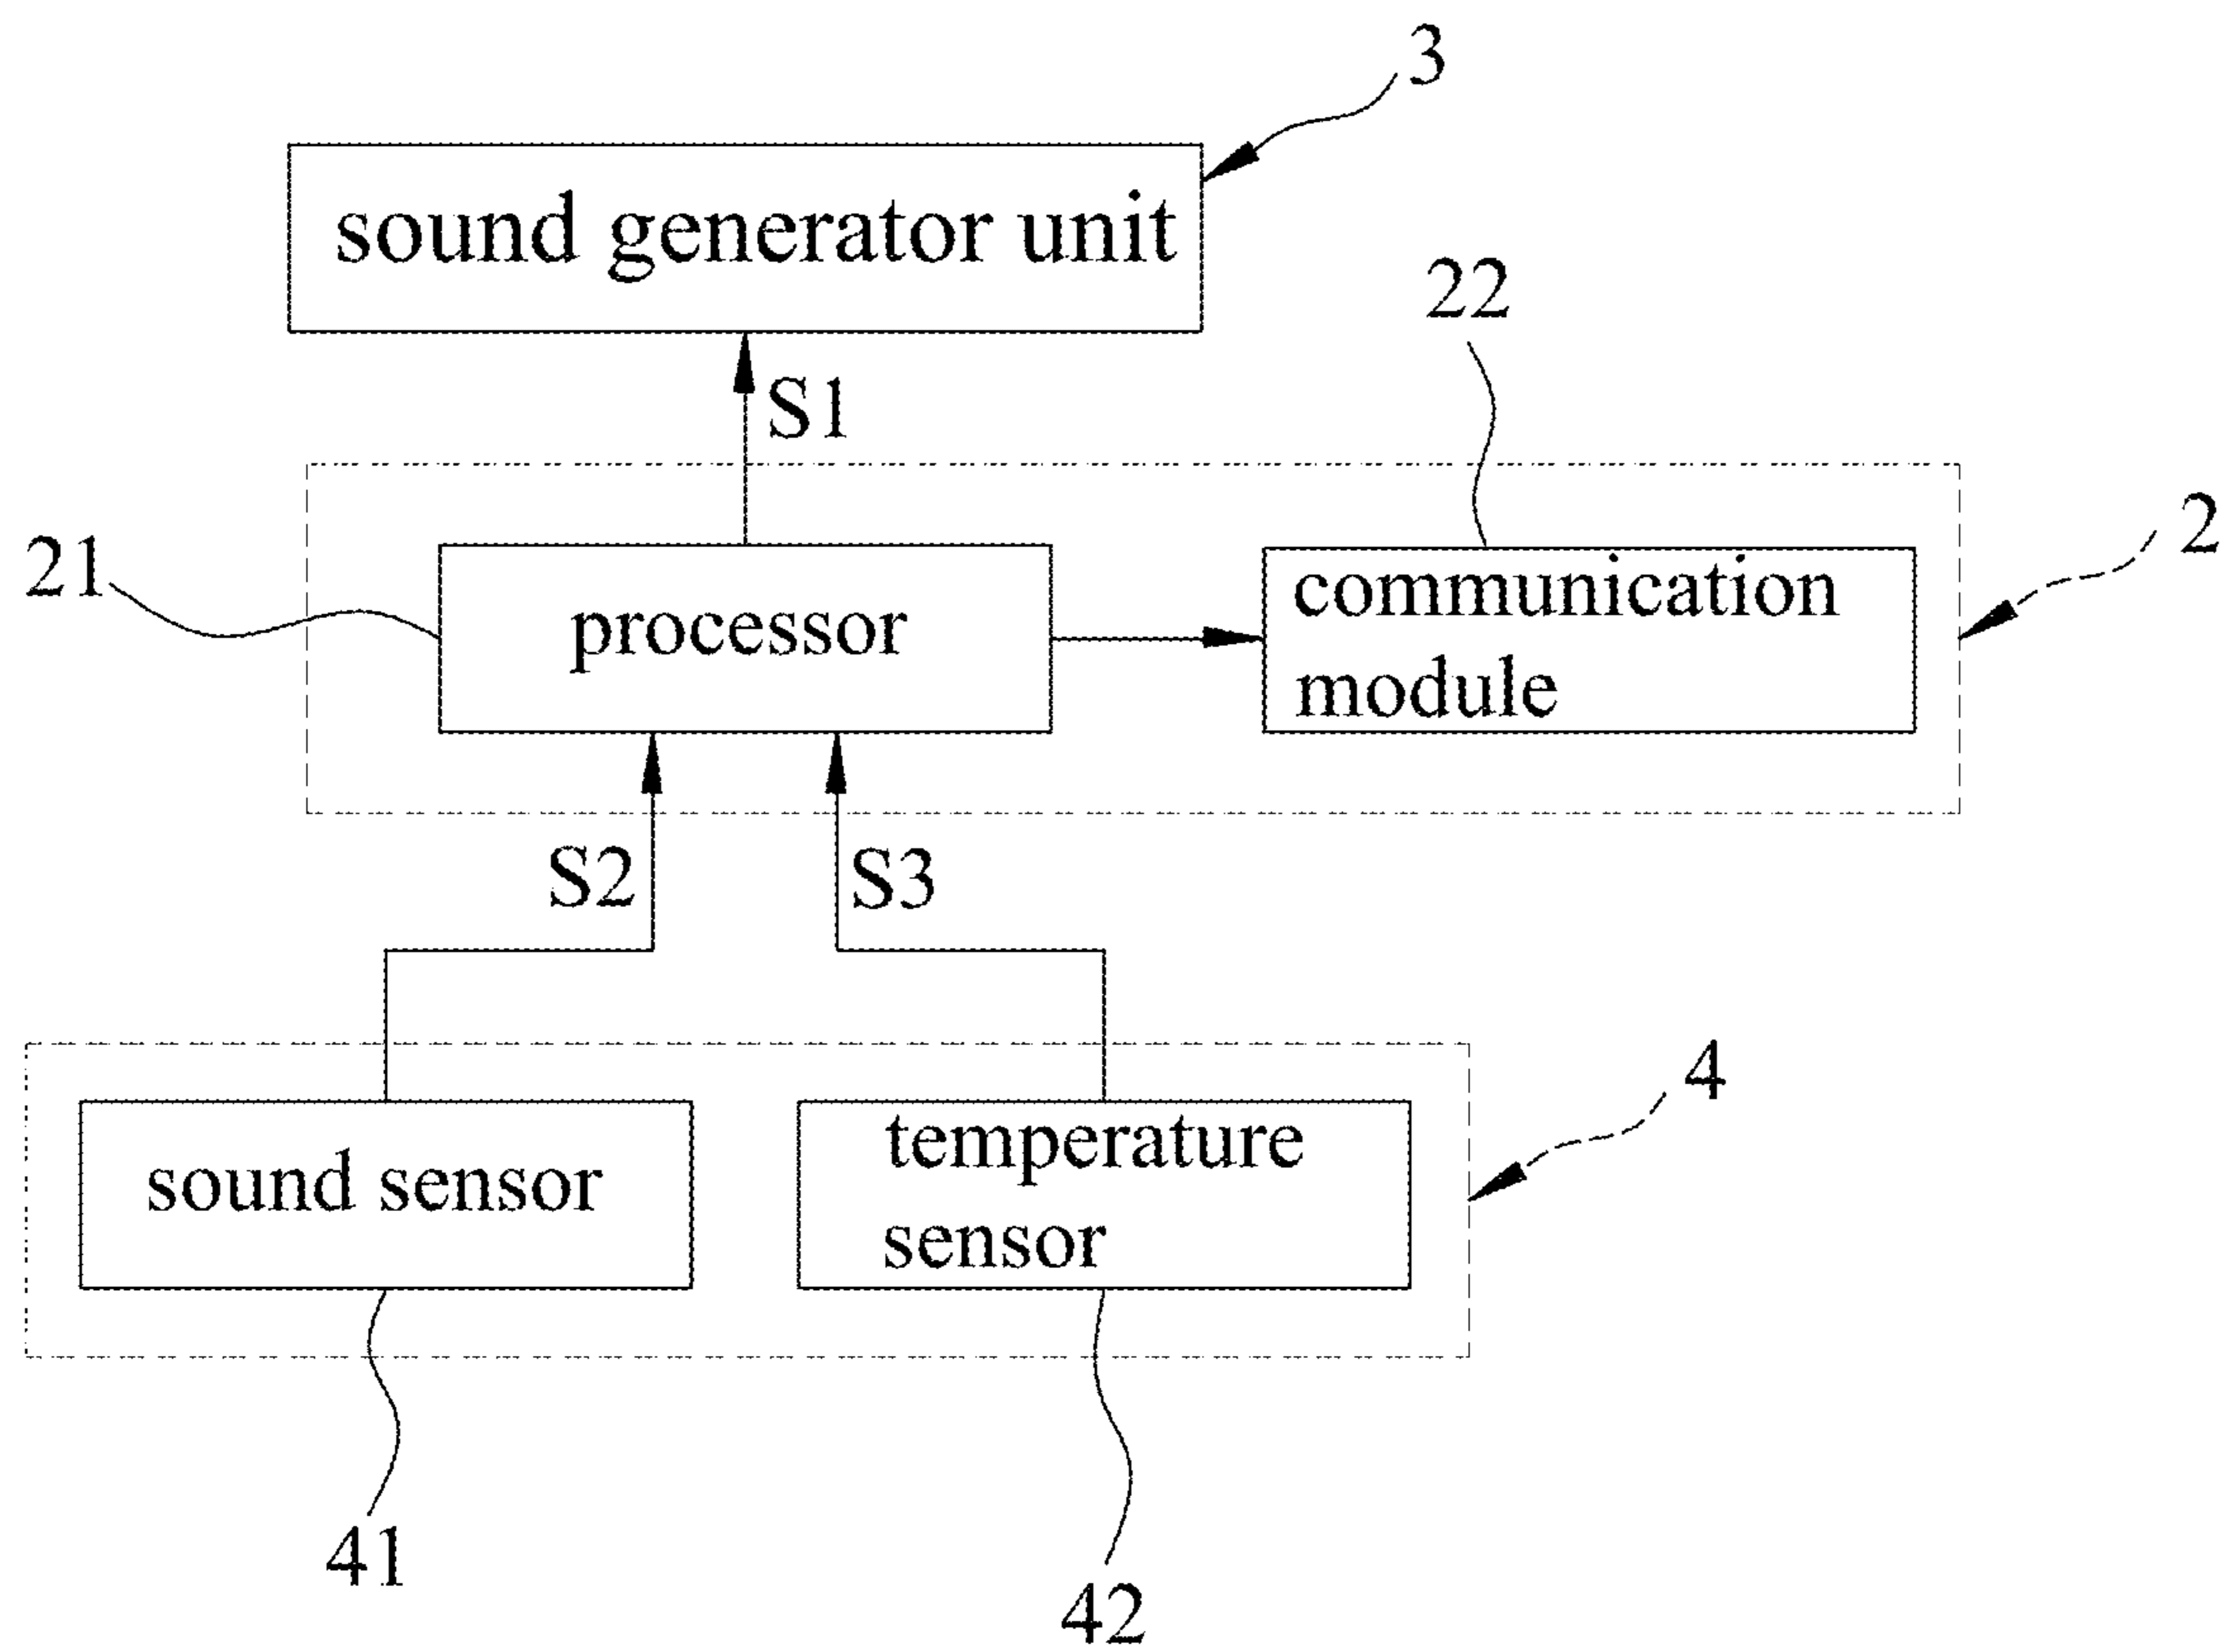 3
sound generator unit
22
S1
2
21
processor
communication
module
S2
S3
4
sound sensor
temperature
sensor
41
42